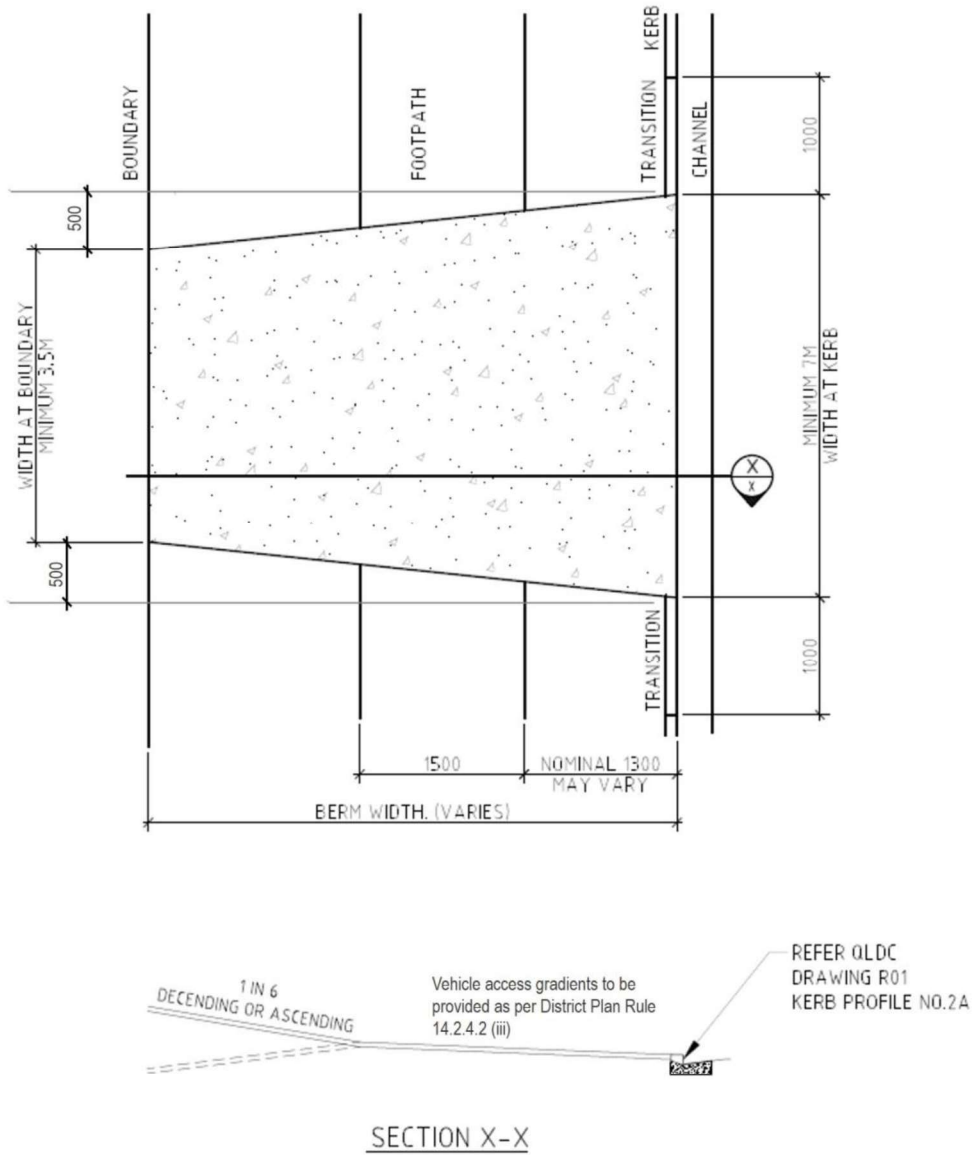 KERB
TRANSITION
CHANNEL
BOUNDARY
FOOTPATH
1000
500
WIDTH AT BOUNDARY
MINIMUM 3.5M
MINIMUM 7M
WIDTH AT KERB
X
X
500
TRANSITION
1000
1500
NOMINAL 1300
MAY VARY
BERM WIDTH. (VARIES)
1 IN 6
DECENDING OR ASCENDING
Vehicle access gradients to be
provided as per District Plan Rule
14.2.4.2 (iii)
REFER QLDC
DRAWING R01
KERB PROFILE NO.2A
SECTION X-X